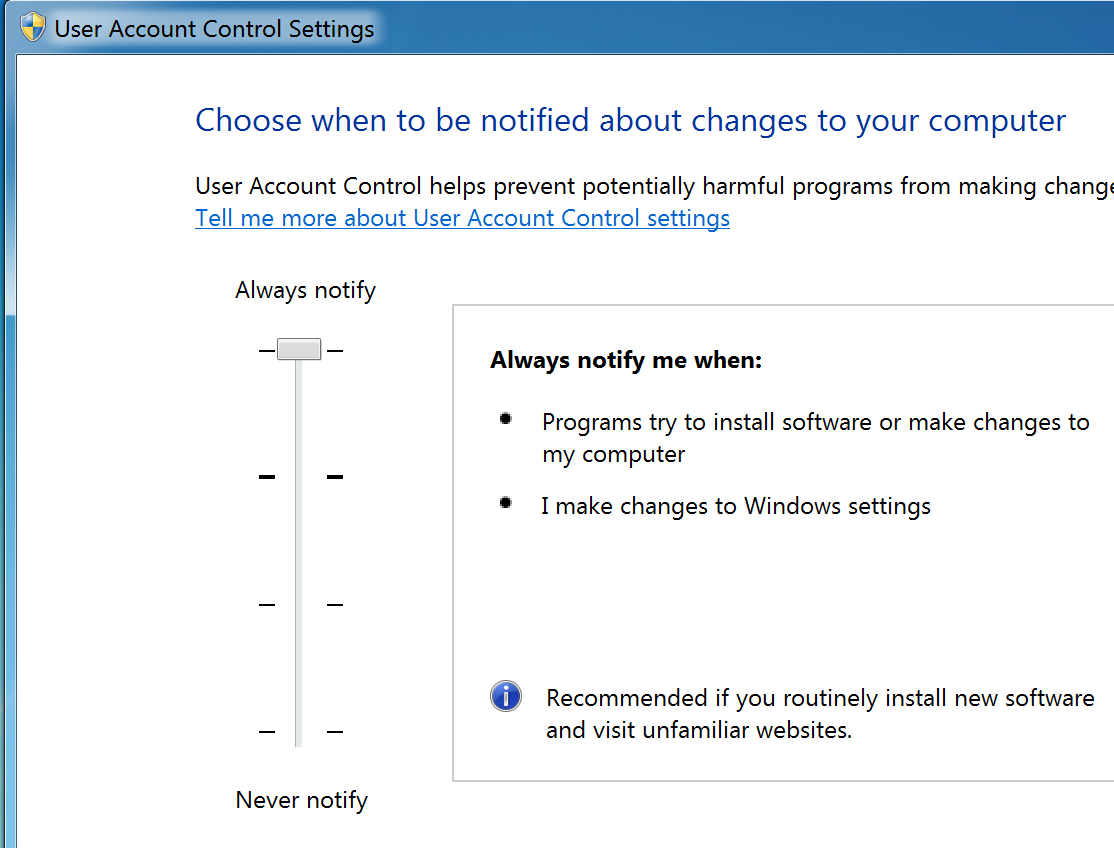 User Account Control Settings
Choose when to be notified about changes to your computer
User Account Control helps prevent potentially harmful programs from making
Tell me more about User Account Control settings
Always notify
Always notify me when:
Programs try to install software or make changes to
my computer
I make changes to Windows settings
Recommended if you routinely install new software
and visit unfamiliar websites.
Never notify